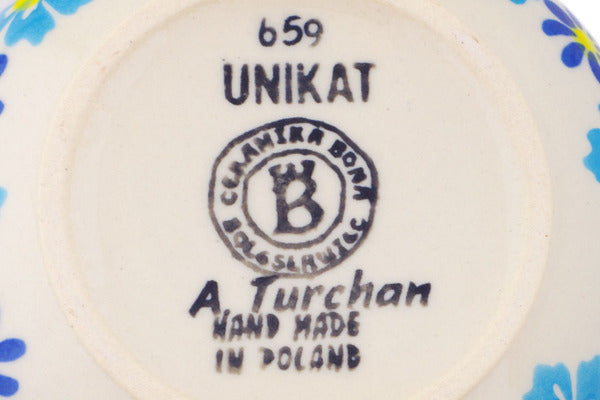 659
UNIKAT
CERAMIKA BONA
BOLESŁAWIEC
B
A. Turchan
HAND MADE
IN POLAND